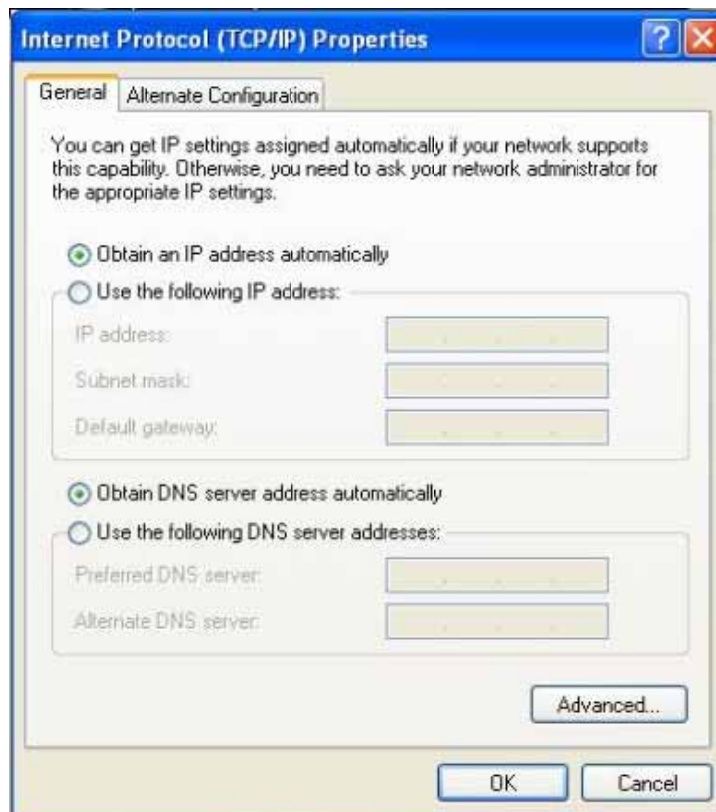 Internet Protocol (TCP/IP) Properties
General
Alternate Configuration
You can get IP settings assigned automatically if your network supports
this capability. Otherwise, you need to ask your network administrator for
the appropriate IP settings.
Obtain an IP address automatically
Use the following IP address:
IP address:
Subnet mask:
Default gateway:
Obtain DNS server address automatically
Use the following DNS server addresses:
Preferred DNS server:
Alternate DNS server:
Advanced...
OK
Cancel